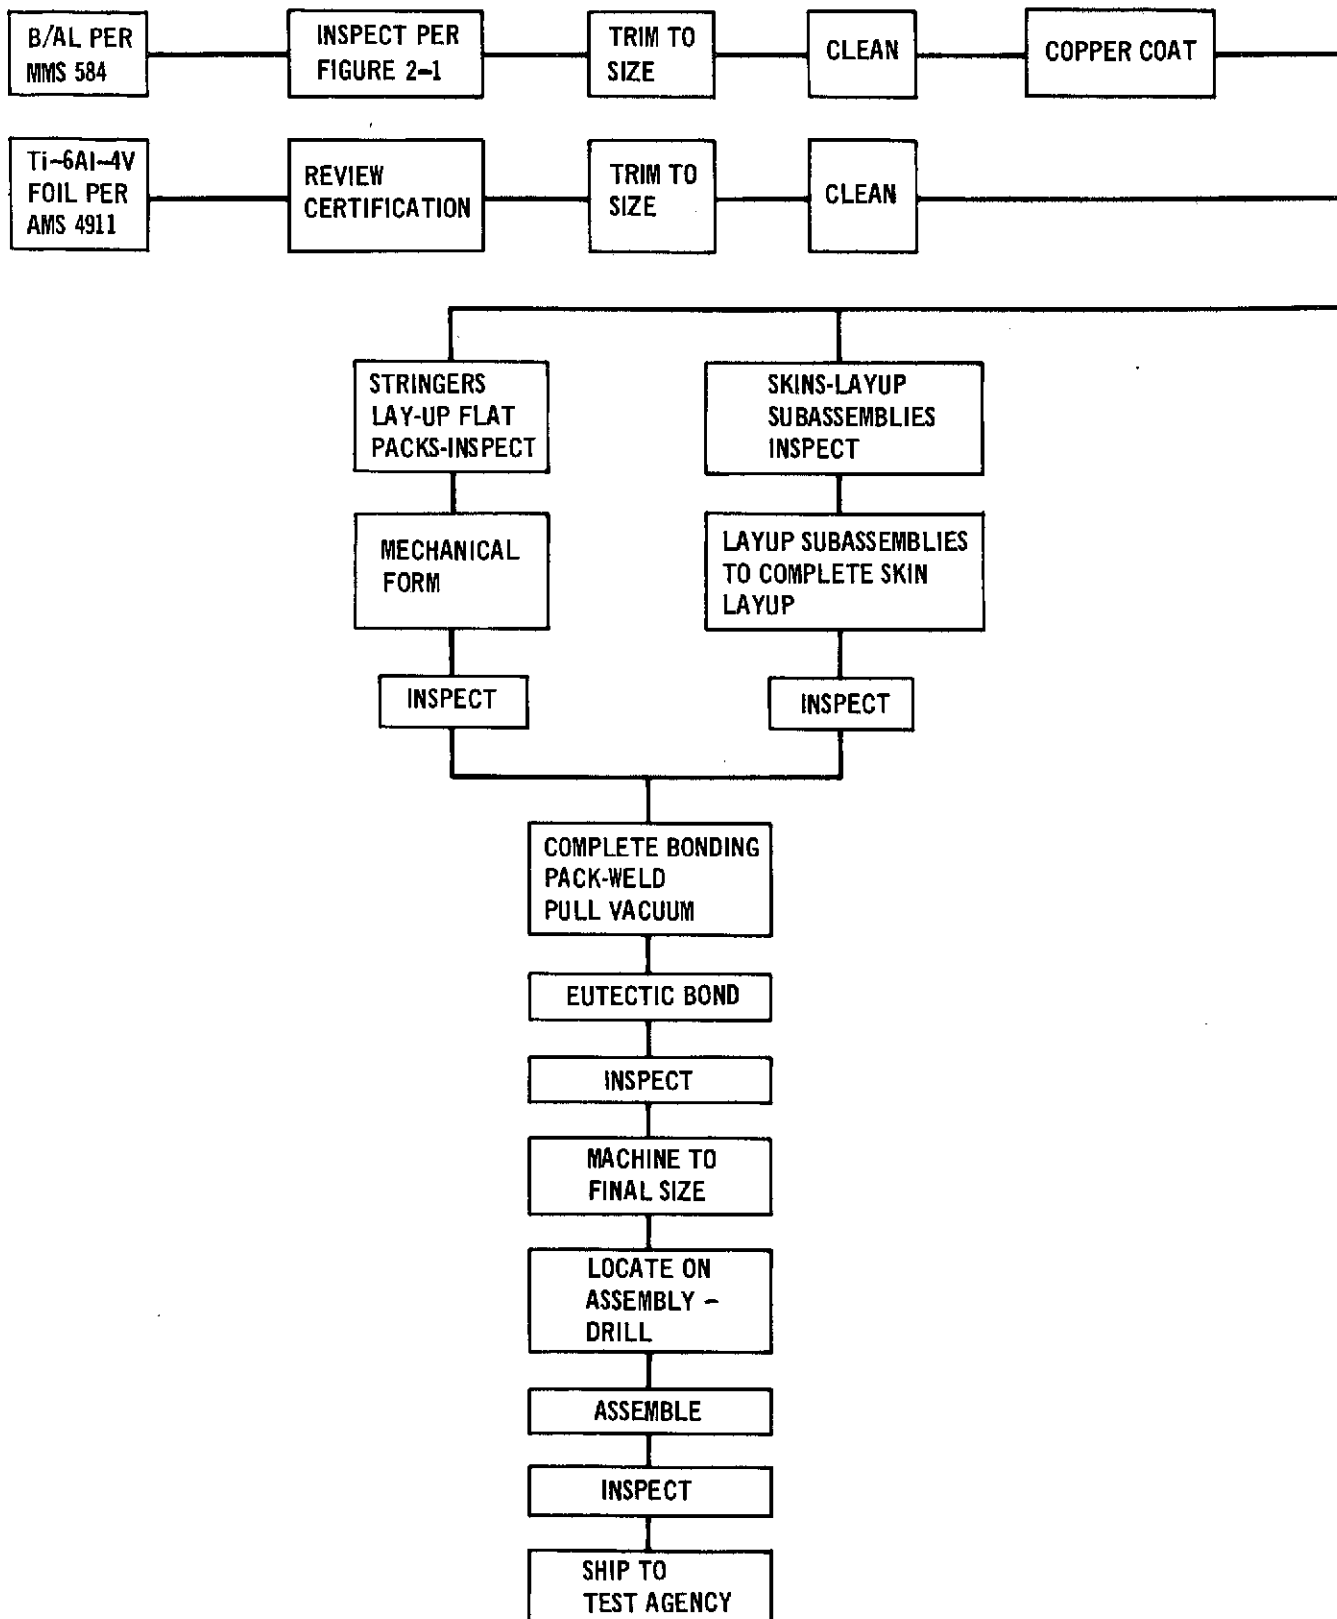 B/AL PER
MMS 584
INSPECT PER
FIGURE 2-1
TRIM TO
SIZE
CLEAN
COPPER COAT
Ti-6Al-4V
FOIL PER
AMS 4911
REVIEW
CERTIFICATION
TRIM TO
SIZE
CLEAN
STRINGERS
LAY-UP FLAT
PACKS-INSPECT
SKINS-LAYUP
SUBASSEMBLIES
INSPECT
MECHANICAL
FORM
LAYUP SUBASSEMBLIES
TO COMPLETE SKIN
LAYUP
INSPECT
INSPECT
COMPLETE BONDING
PACK-WELD
PULL VACUUM
EUTECTIC BOND
INSPECT
MACHINE TO
FINAL SIZE
LOCATE ON
ASSEMBLY -
DRILL
ASSEMBLE
INSPECT
SHIP TO
TEST AGENCY